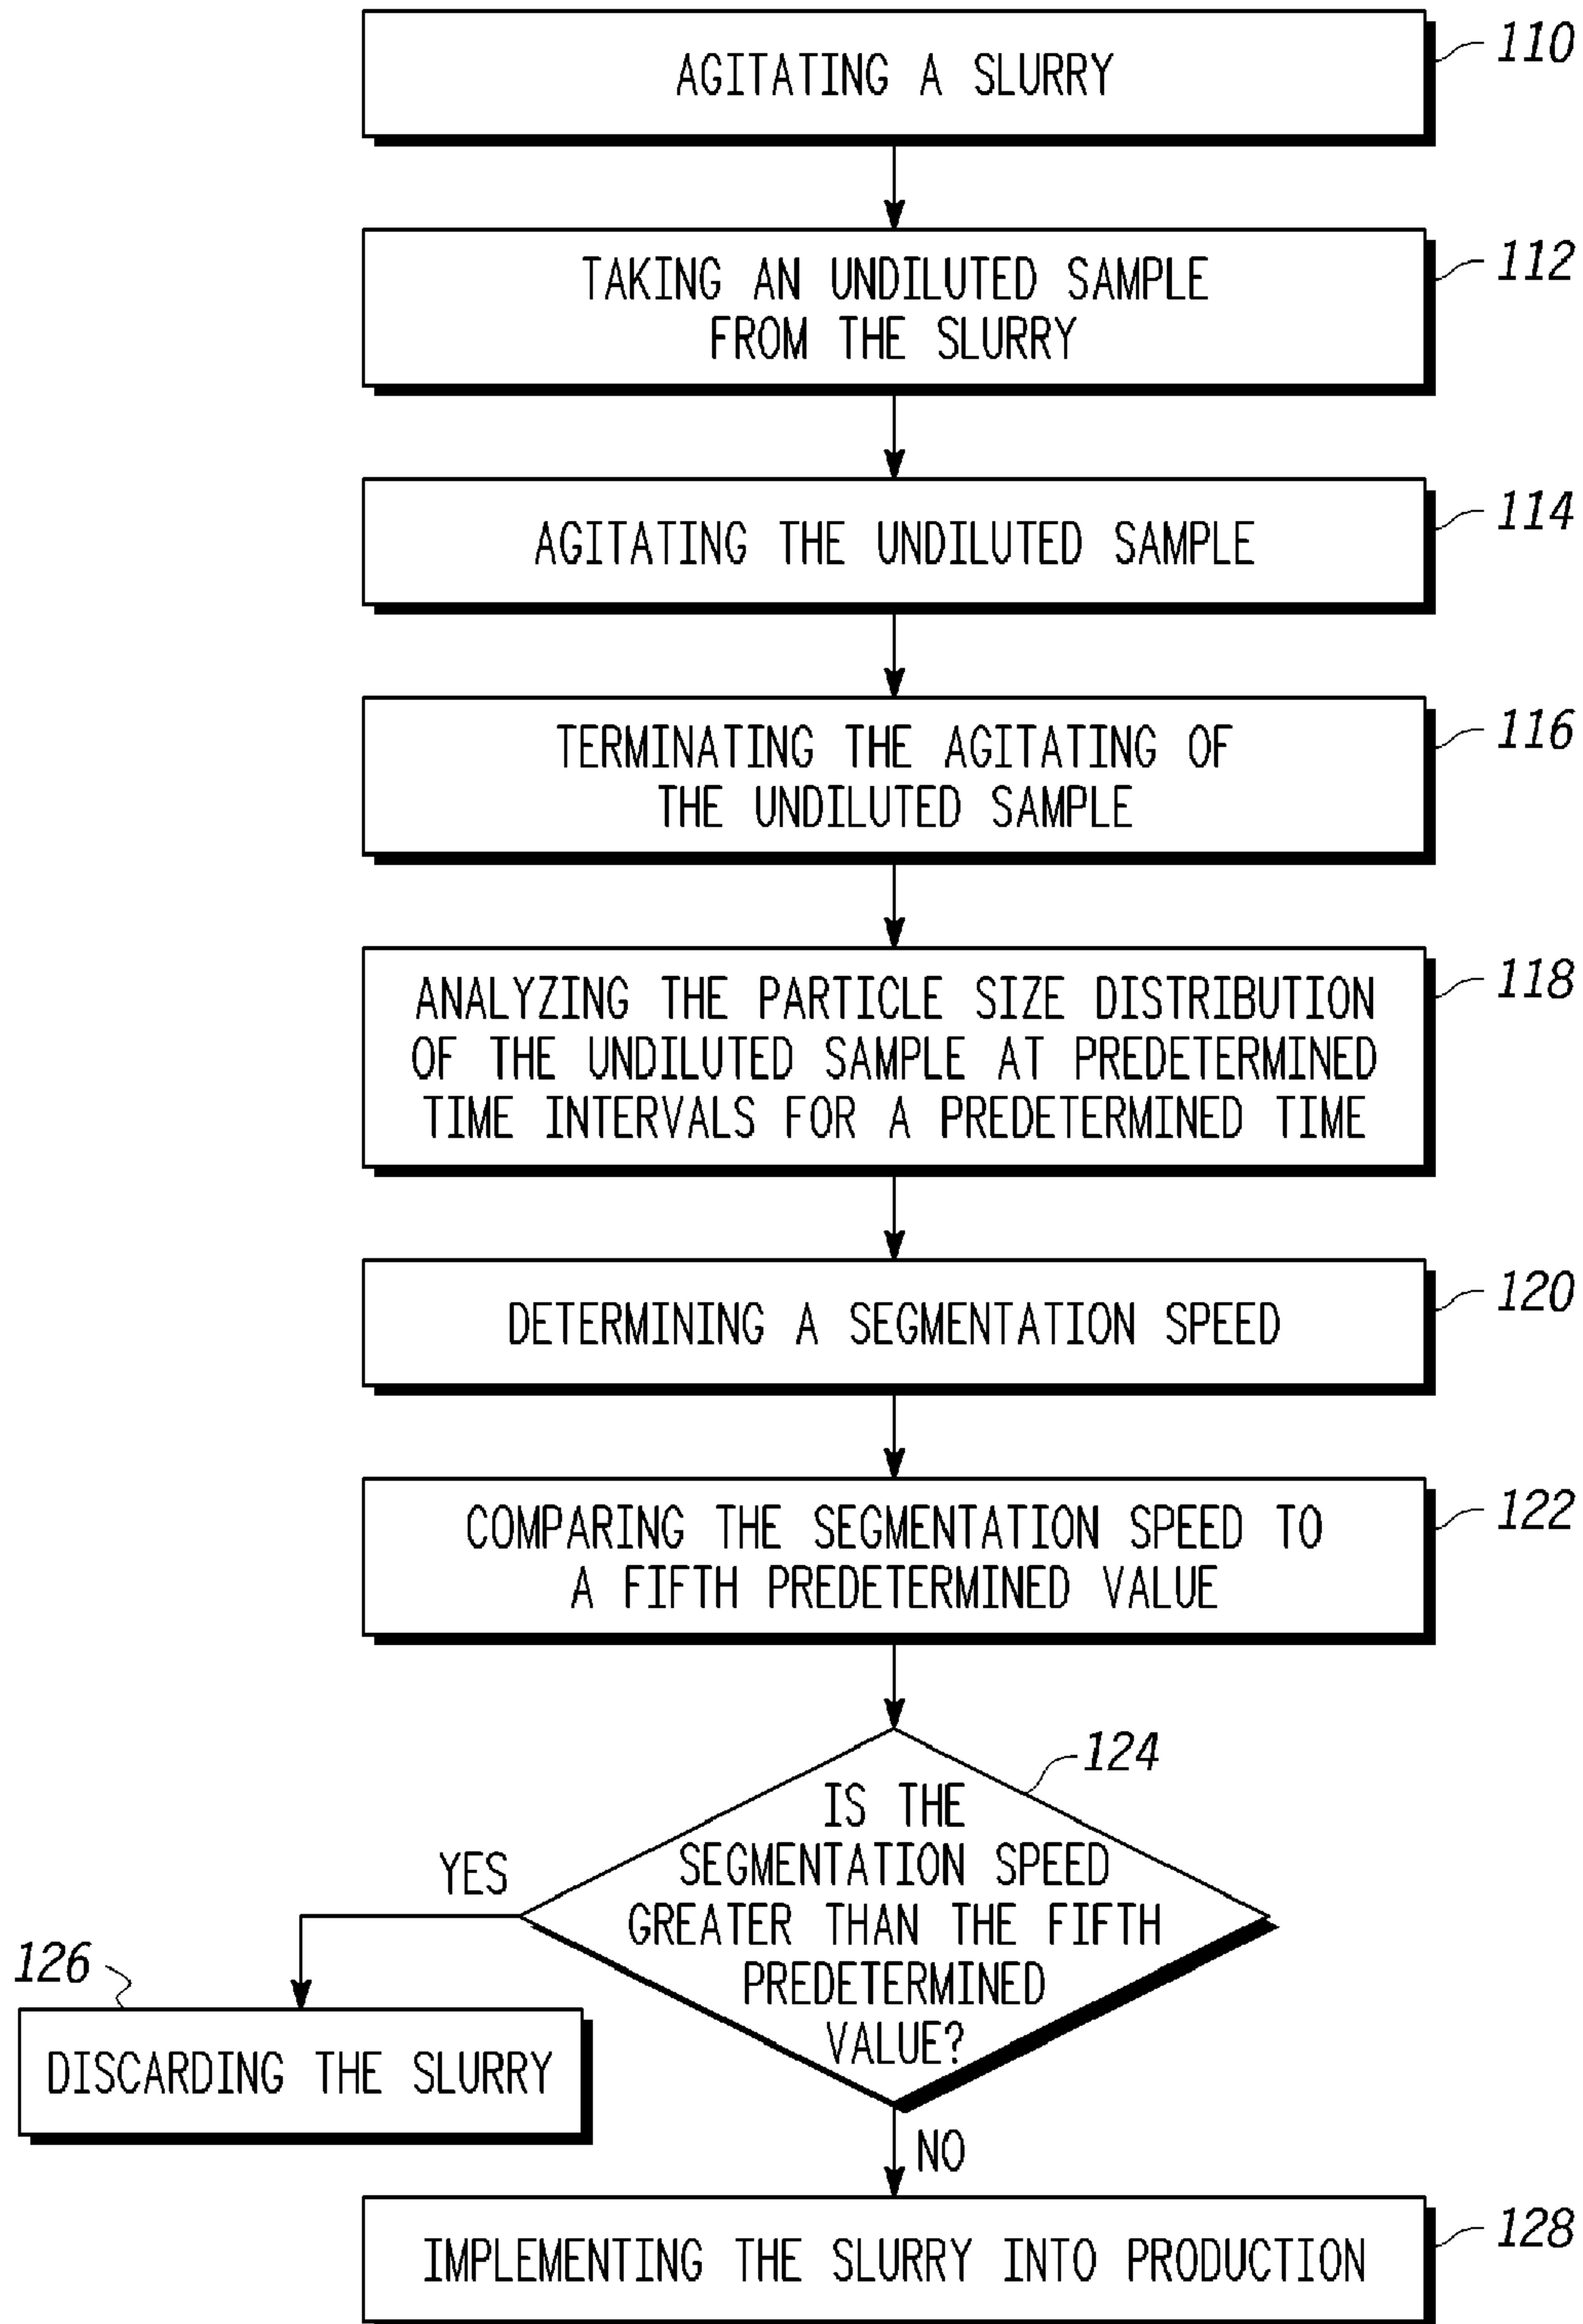 AGITATING A SLURRY
110
TAKING AN UNDILUTED SAMPLE
FROM THE SLURRY
112
AGITATING THE UNDILUTED SAMPLE
114
TERMINATING THE AGITATING OF
THE UNDILUTED SAMPLE
116
ANALYZING THE PARTICLE SIZE DISTRIBUTION
OF THE UNDILUTED SAMPLE AT PREDETERMINED
TIME INTERVALS FOR A PREDETERMINED TIME
118
DETERMINING A SEGMENTATION SPEED
120
COMPARING THE SEGMENTATION SPEED TO
A FIFTH PREDETERMINED VALUE
122
124
IS THE
SEGMENTATION SPEED
GREATER THAN THE FIFTH
PREDETERMINED
VALUE?
YES
126
DISCARDING THE SLURRY
NO
IMPLEMENTING THE SLURRY INTO PRODUCTION
128